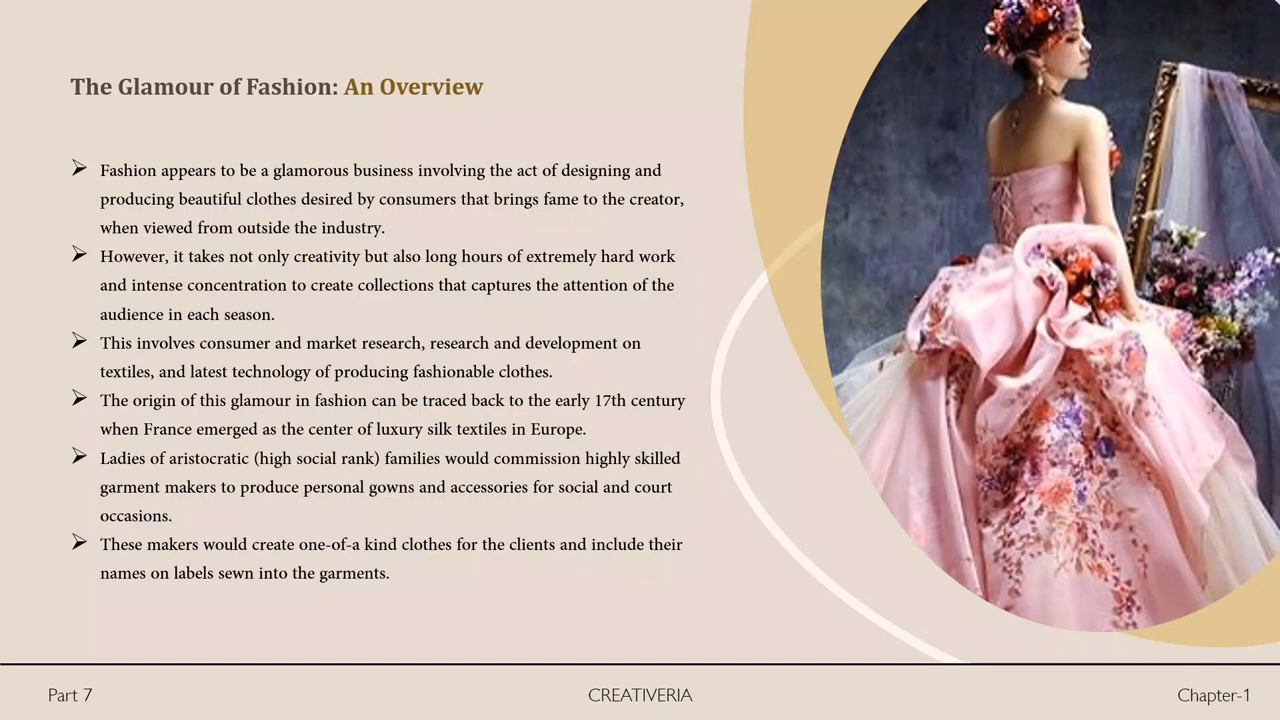 The Glamour of Fashion: An Overview
Fashion appears to be a glamorous business involving the act of designing and
producing beautiful clothes desired by consumers that brings fame to the creator,
when viewed from outside the industry.
However, it takes not only creativity but also long hours of extremely hard work
and intense concentration to create collections that captures the attention of the
audience in each season.
This involves consumer and market research, research and development on
textiles, and latest technology of producing fashionable clothes.
The origin of this glamour in fashion can be traced back to the early 17th century
when France emerged as the center of luxury silk textiles in Europe.
Ladies of aristocratic (high social rank) families would commission highly skilled
garment makers to produce personal gowns and accessories for social and court
occasions.
These makers would create one-of-a kind clothes for the clients and include their
names on labels sewn into the garments.
Part 7
CREATIVERIA
Chapter-1